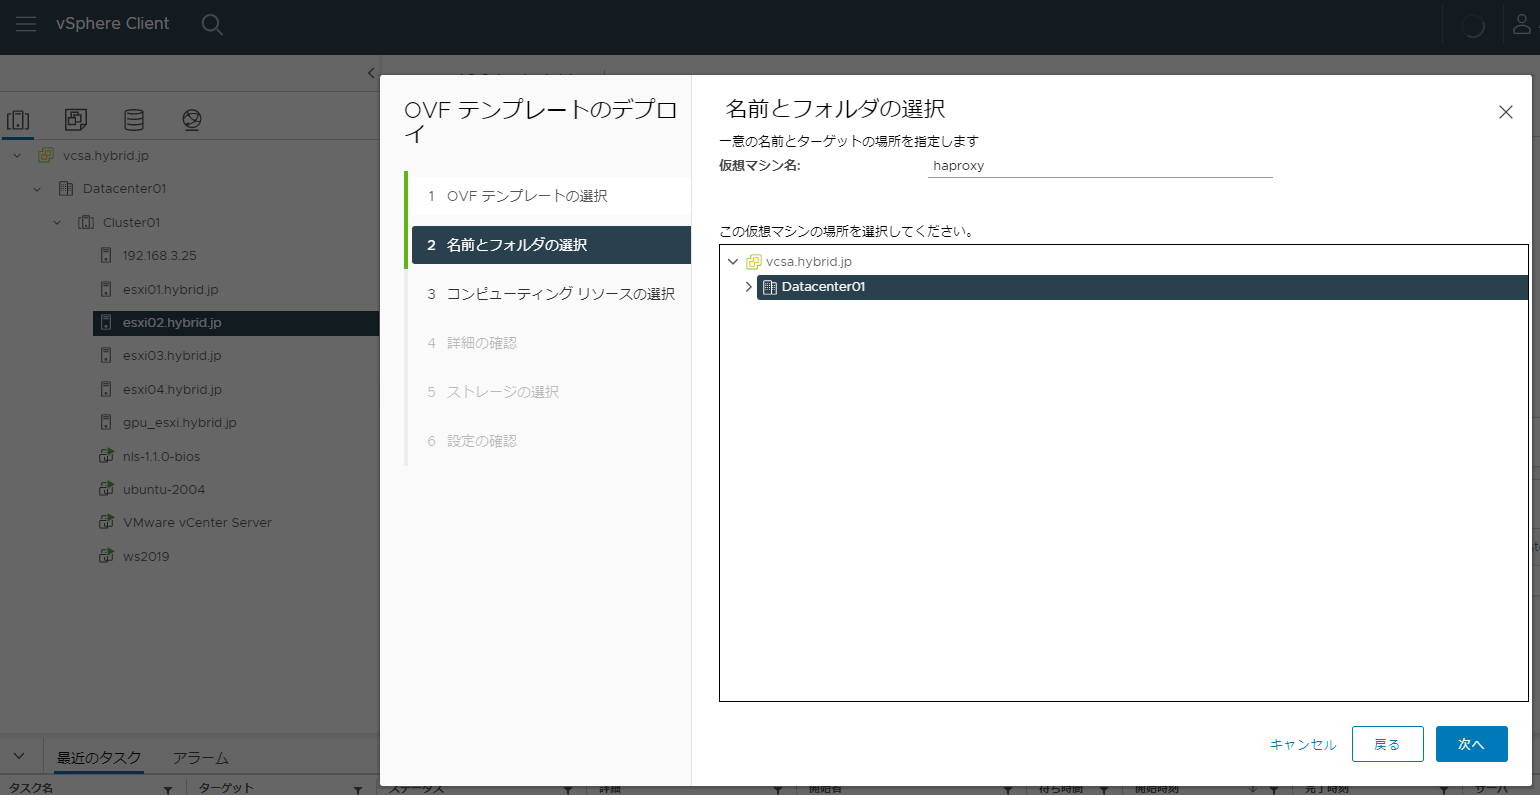 vSphere Client
vcsa.hybrid.jp
Datacenter01
Cluster01
192.168.3.25
esxi01.hybrid.jp
esxi02.hybrid.jp
esxi03.hybrid.jp
esxi04.hybrid.jp
gpu_esxi.hybrid.jp
nls-1.1.0-bios
ubuntu-2004
VMware vCenter Server
ws2019
OVF テンプレートのデプロ
イ
1 OVF テンプレートの選択
2 名前とフォルダの選択
3 コンピューティング リソースの選択
4 詳細の確認
5 ストレージの選択
6 設定の確認
名前とフォルダの選択
一意の名前とターゲットの場所を指定します
仮想マシン名: haproxy
この仮想マシンの場所を選択してください。
vcsa.hybrid.jp
Datacenter01
キャンセル 戻る 次へ
最近のタスク アラーム
タスク名 ターゲット ステータス 詳細 開始者 待ち時間 開始時刻 完了時刻 サーバ